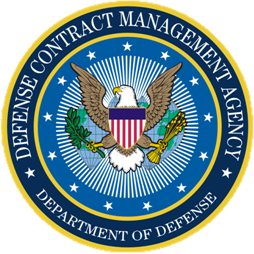 DEFENSE CONTRACT MANAGEMENT AGENCY
DEPARTMENT OF DEFENSE